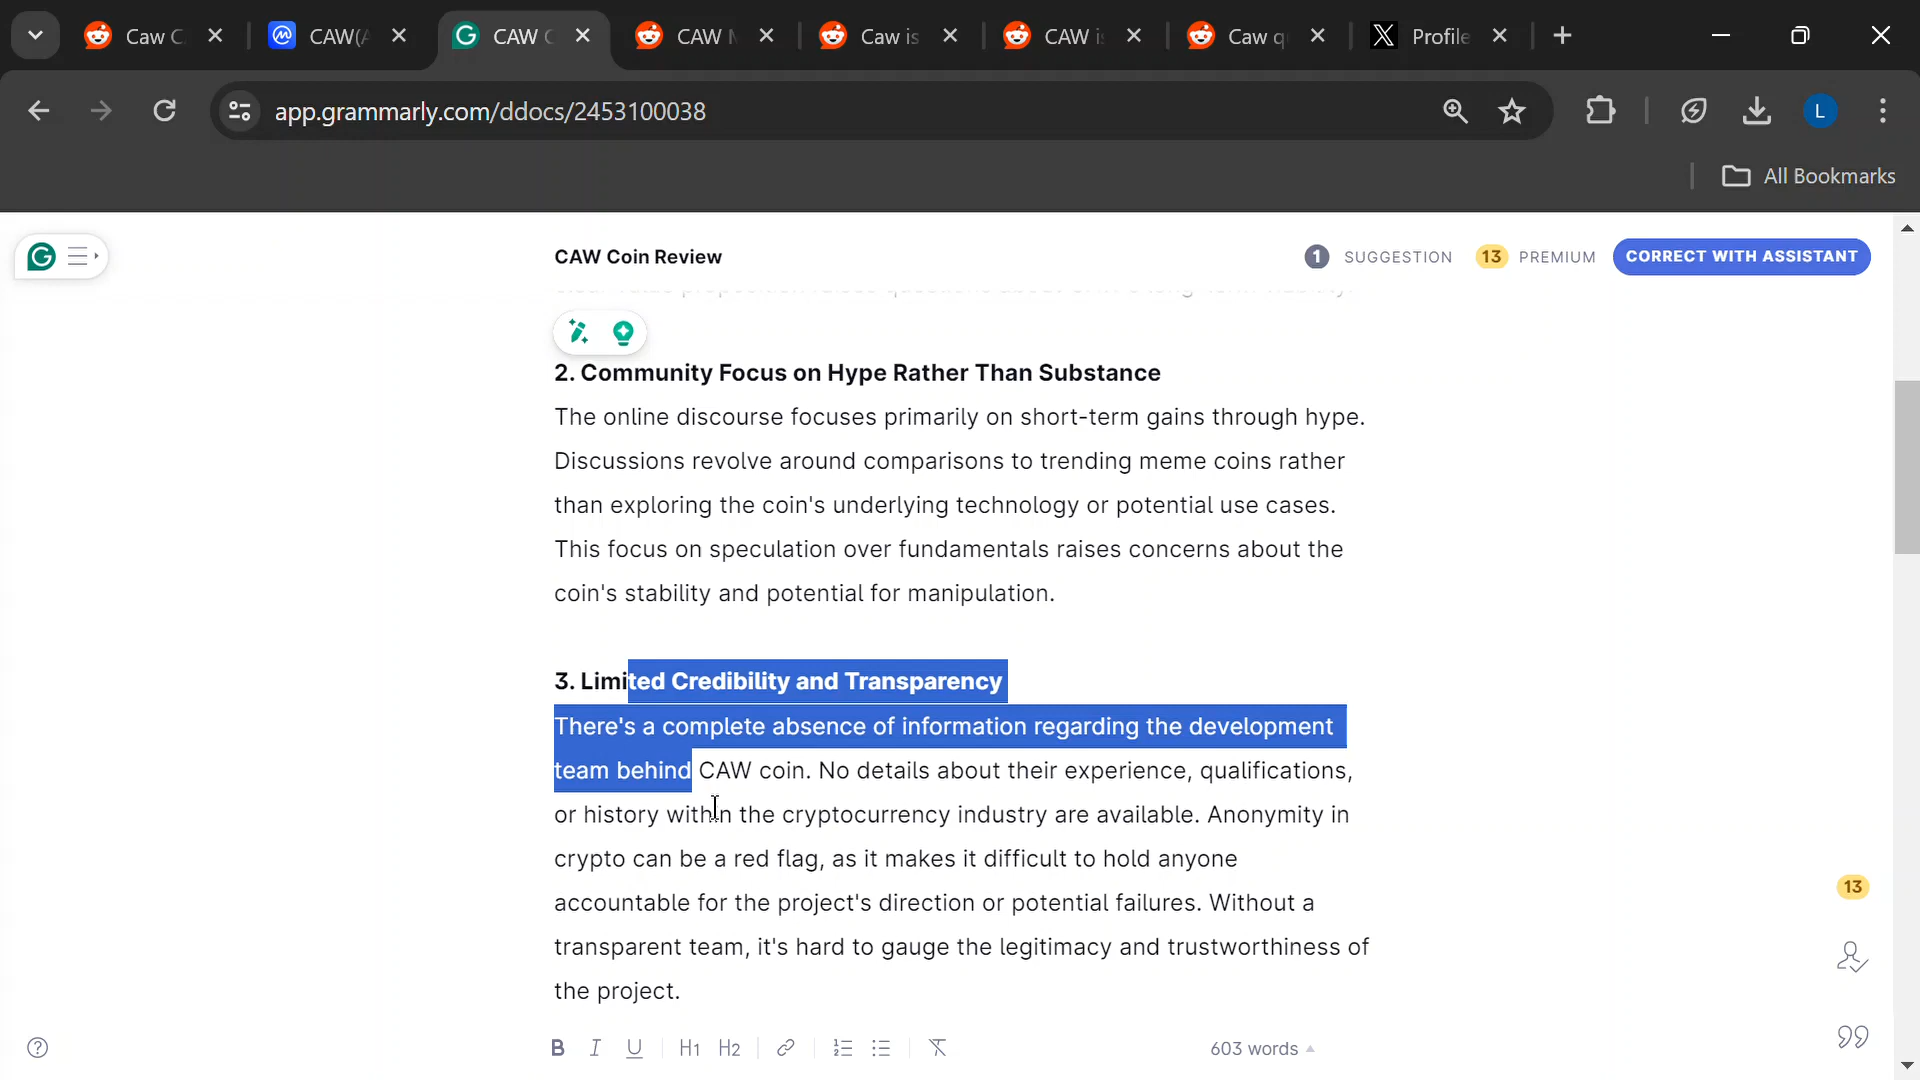 Caw C
CAW(A
CAW C
CAW M
Caw is
CAW i
Caw q
Profile
app.grammarly.com/ddocs/2453100038
L
All Bookmarks
CAW Coin Review
1 SUGGESTION
13 PREMIUM
CORRECT WITH ASSISTANT
2. Community Focus on Hype Rather Than Substance
The online discourse focuses primarily on short-term gains through hype.
Discussions revolve around comparisons to trending meme coins rather
than exploring the coin's underlying technology or potential use cases.
This focus on speculation over fundamentals raises concerns about the
coin's stability and potential for manipulation.
3. Limited Credibility and Transparency
There's a complete absence of information regarding the development
team behind CAW coin. No details about their experience, qualifications,
or history within the cryptocurrency industry are available. Anonymity in
crypto can be a red flag, as it makes it difficult to hold anyone
accountable for the project's direction or potential failures. Without a
transparent team, it's hard to gauge the legitimacy and trustworthiness of
the project.
13
B I U H1 H2
603 words